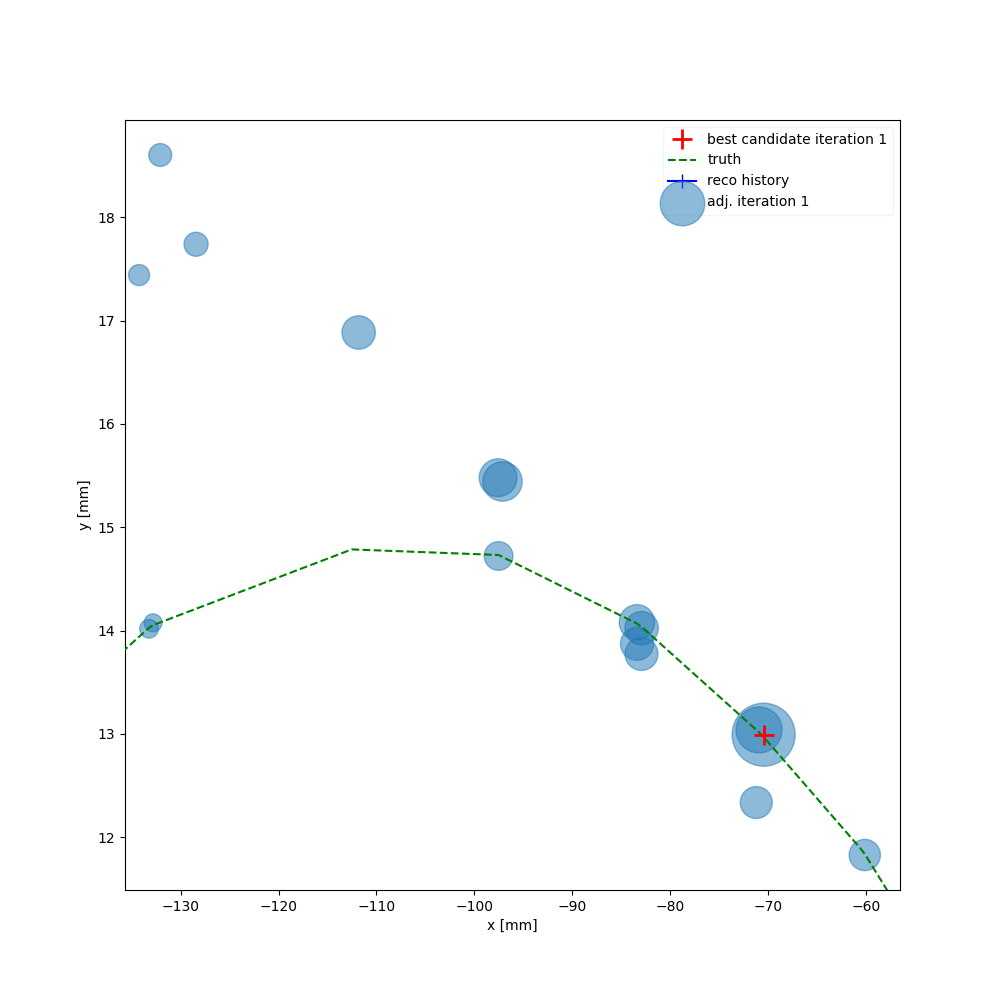 best candidate iteration 1
truth
reco history
adj. iteration 1
18
17
16
15
14
13
12
y [mm]
−130 −120 −110 −100 −90 −80 −70 −60
x [mm]